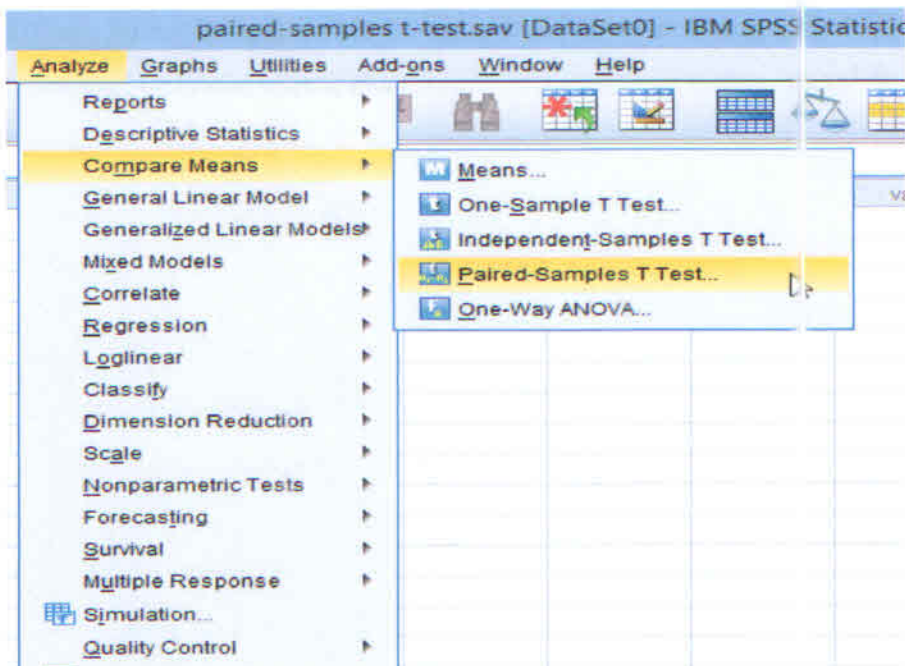 paired-samples t-test.sav [DataSet0] - IBM SPSS Statistic
Analyze Graphs Utilities Add-ons Window Help
Reports
Descriptive Statistics
Compare Means
General Linear Model
Generalized Linear Models
Mixed Models
Correlate
Regression
Loglinear
Classify
Dimension Reduction
Scale
Nonparametric Tests
Forecasting
Survival
Multiple Response
Simulation...
Quality Control
Means...
One-Sample T Test...
Independent-Samples T Test...
Paired-Samples T Test...
One-Way ANOVA...